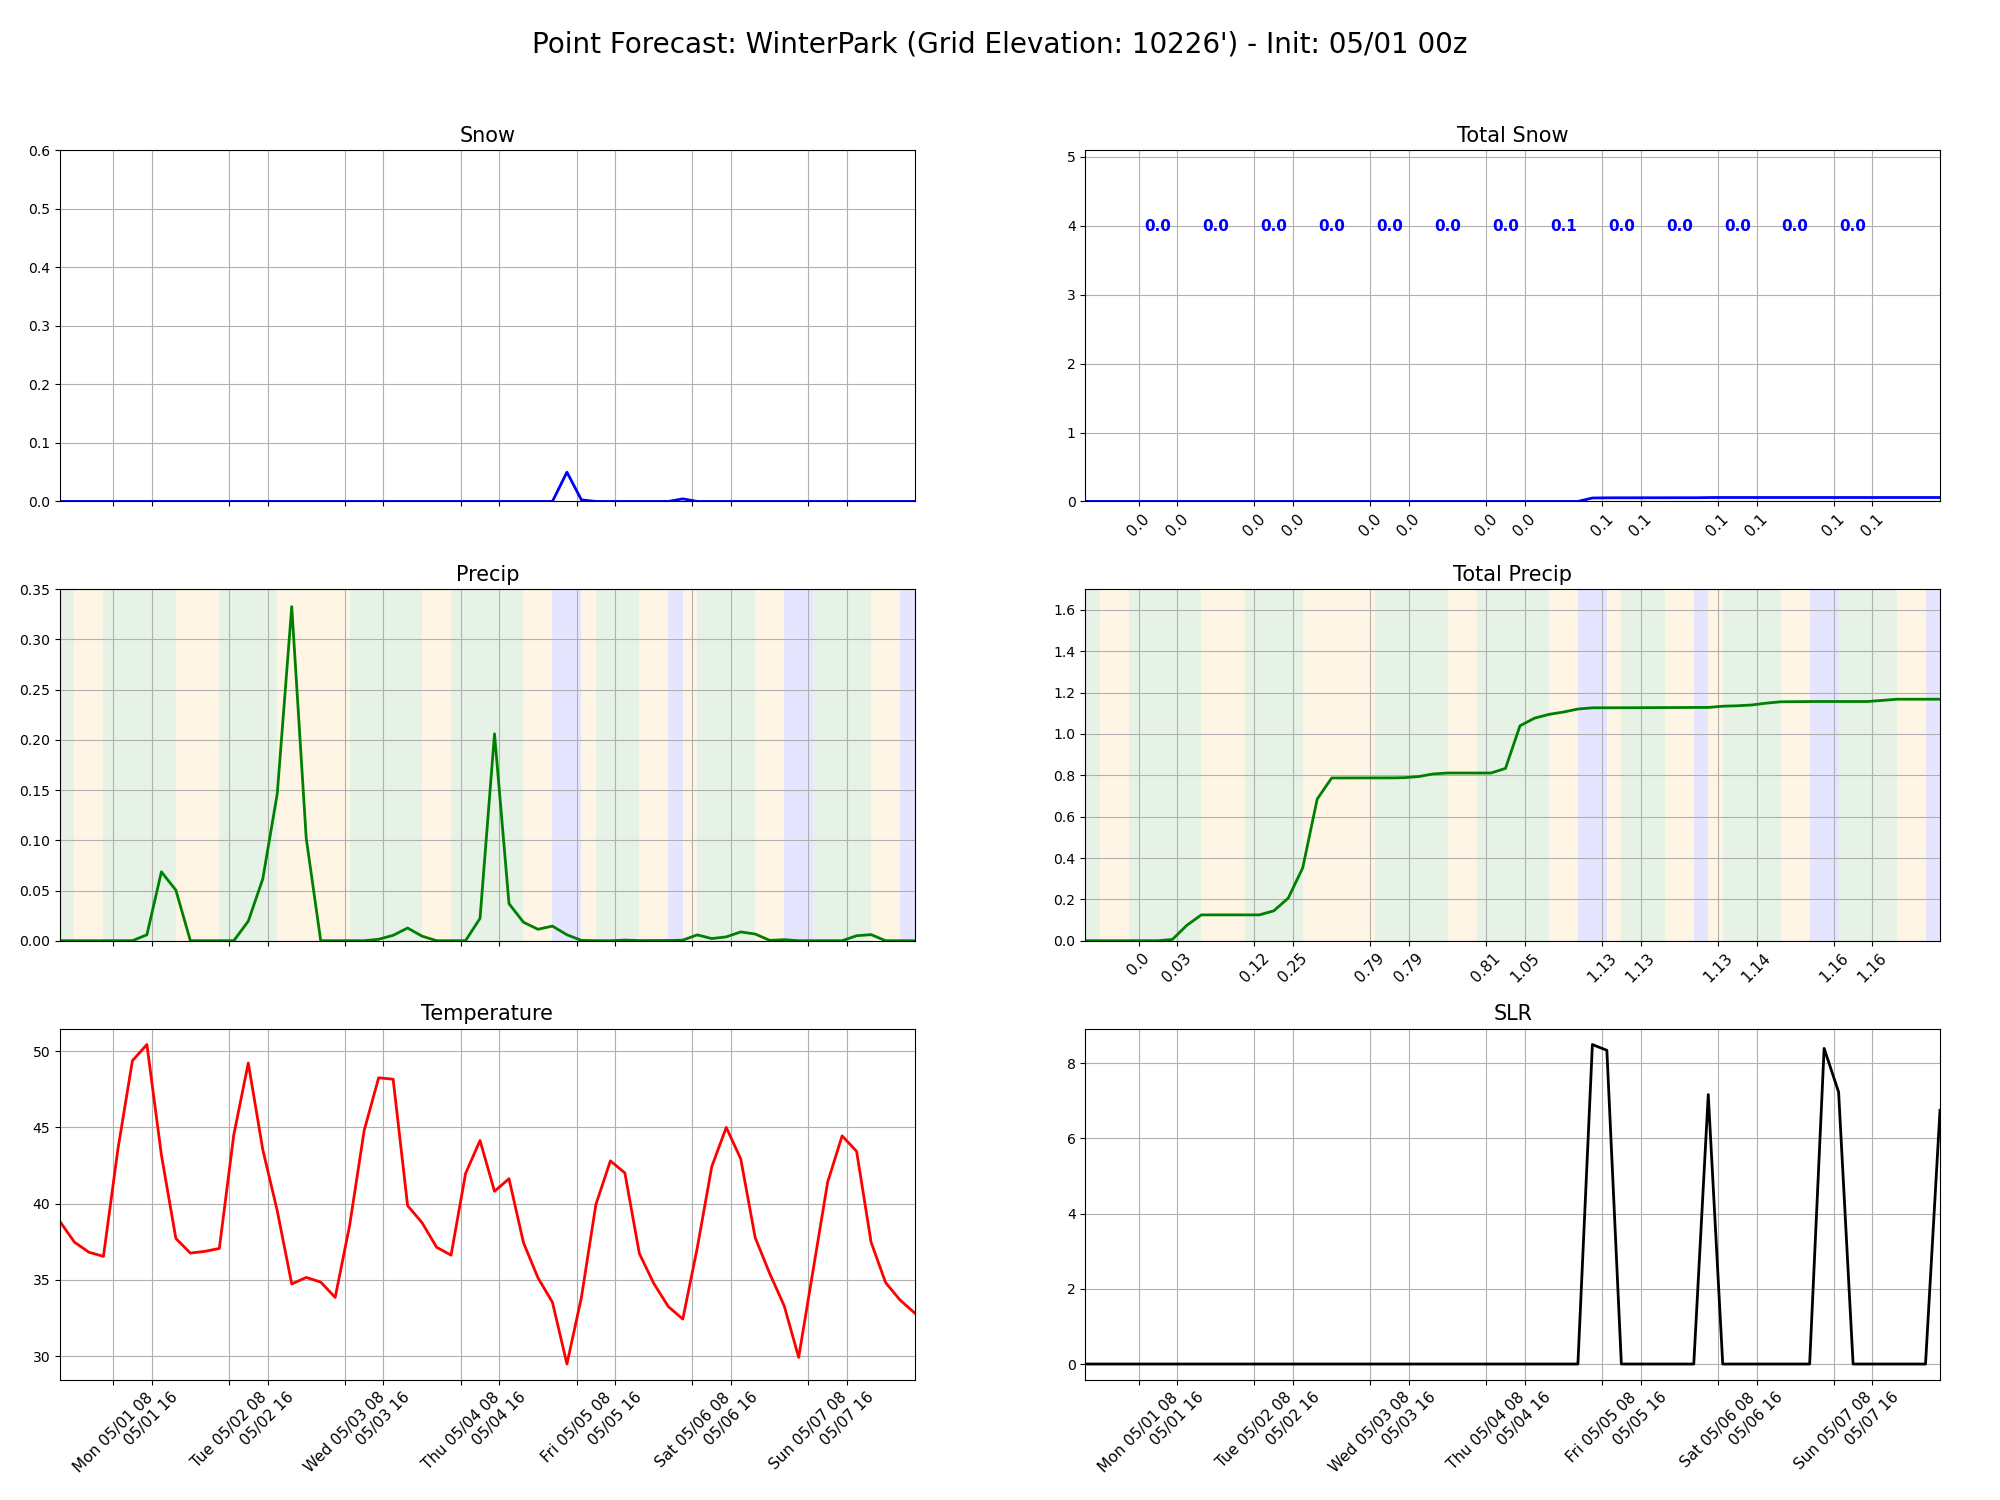 Point Forecast: WinterPark (Grid Elevation: 10226') - Init: 05/01 00z
Snow
0.6
0.5
0.4
0.3
0.2
0.1
0.0
Total Snow
5
4
3
2
1
0
0.0 0.0 0.0 0.0 0.0 0.0 0.0 0.1 0.0 0.0 0.0 0.0 0.0
0.0 0.0 0.0 0.0 0.0 0.0 0.0 0.0 0.1 0.1 0.1 0.1 0.1 0.1
Precip
0.35
0.30
0.25
0.20
0.15
0.10
0.05
0.00
Total Precip
1.6
1.4
1.2
1.0
0.8
0.6
0.4
0.2
0.0
0.0 0.03 0.12 0.25 0.79 0.79 0.81 1.05 1.13 1.13 1.13 1.14 1.16 1.16
Temperature
50
45
40
35
30
Mon 05/01 08
05/01 16
Tue 05/02 08
05/02 16
Wed 05/03 08
05/03 16
Thu 05/04 08
05/04 16
Fri 05/05 08
05/05 16
Sat 05/06 08
05/06 16
Sun 05/07 08
05/07 16
SLR
8
6
4
2
0
Mon 05/01 08
05/01 16
Tue 05/02 08
05/02 16
Wed 05/03 08
05/03 16
Thu 05/04 08
05/04 16
Fri 05/05 08
05/05 16
Sat 05/06 08
05/06 16
Sun 05/07 08
05/07 16